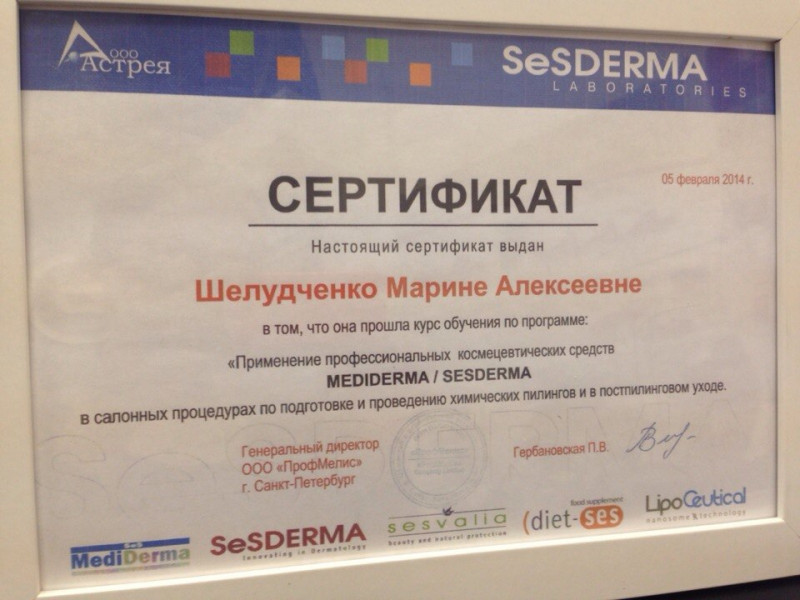 ООО
Астрея
SeSDERMA
LABORATORIES
СЕРТИФИКАТ
05 февраля 2014 г.
Настоящий сертификат выдан
Шелудченко Марине Алексеевне
в том, что она прошла курс обучения по программе:
«Применение профессиональных космецевтических средств
MEDIDERMA / SESDERMA
в салонных процедурах по подготовке и проведению химических пилингов и в постпилинговом уходе.
Генеральный директор
ООО «ПрофМелис»
г. Санкт-Петербург
Гербановская П.В.
MediDerma
SeSDERMA
Innovating in Dermatology
sesvalia
beauty and natural protection
food supplement
(diet-ses
LipoCeutical
nanosome technology